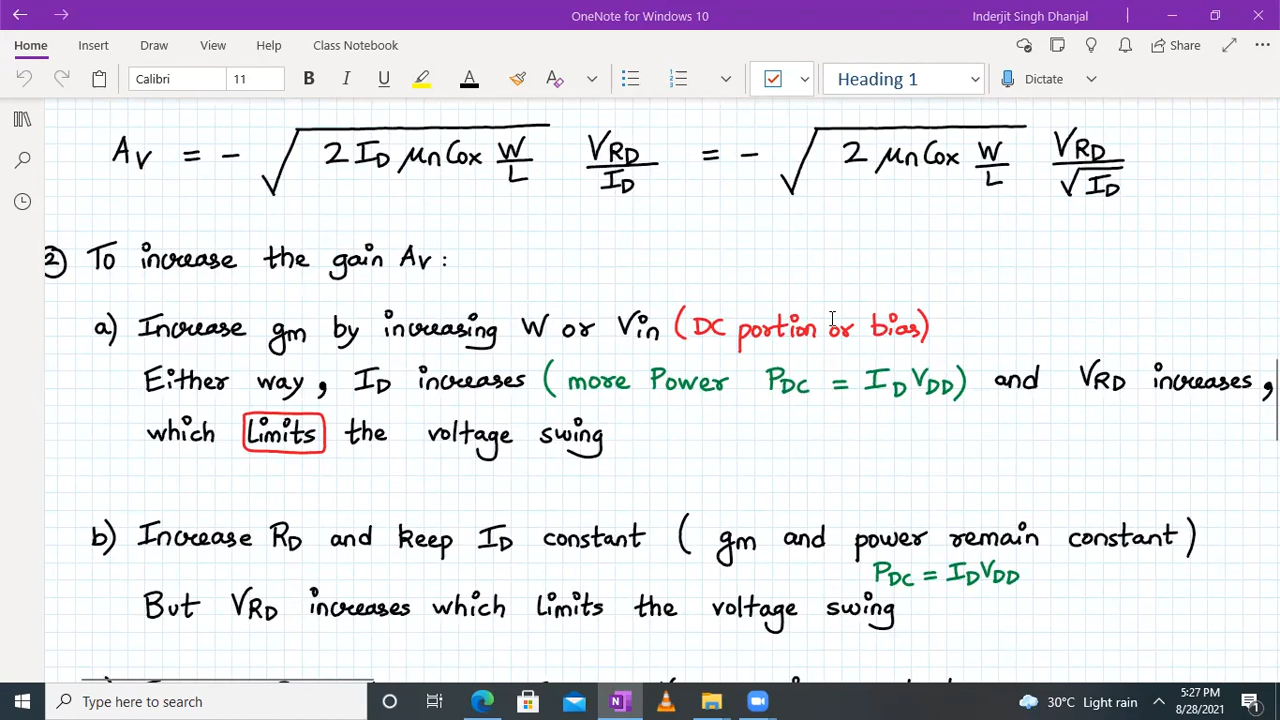 OneNote for Windows 10
Inderjit Singh Dhanjal
Home Insert Draw View Help Class Notebook Share
Calibri 11 B I U A Heading 1 Dictate
Av = - √(2 ID μn Cox W/L) VRD/ID = - √(2 μn Cox W/L) VRD/√ID
2) To increase the gain Av :
a) Increase gm by increasing W or Vin (DC portion or bias)
Either way, ID increases (more Power PDC = ID VDD) and VRD increases,
which Limits the voltage swing
b) Increase RD and keep ID constant (gm and power remain constant)
PDC = ID VDD
But VRD increases which limits the voltage swing
Type here to search
30°C Light rain
5:27 PM
8/28/2021
1